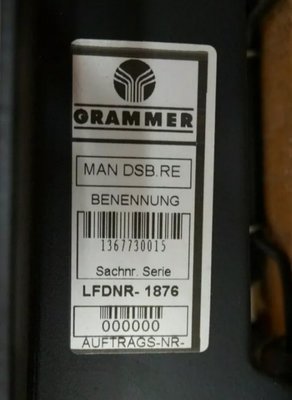 GRAMMER
MAN DSB.RE
BENENNUNG
1367730015
Sachnr. Serie
LFDNR- 1876
000000
AUFTRAGS-NR-